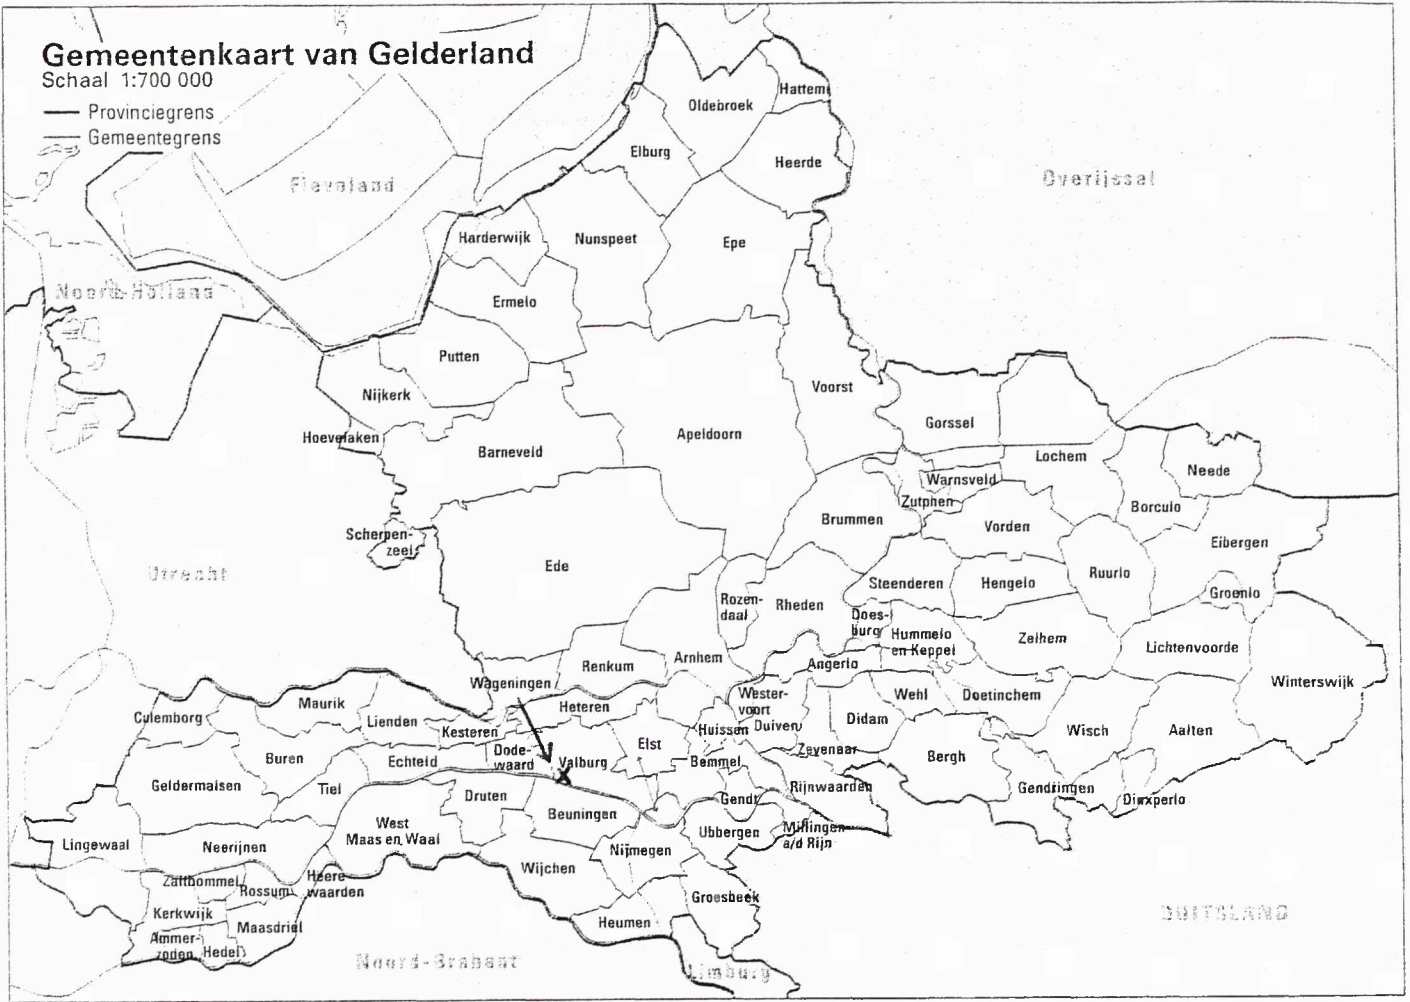 Gemeentenkaart van Gelderland
Schaal 1:700 000
Provinciegrens
Gemeentegrens
Hattem
Oldebroek
Elburg
Heerde
Overijssel
Flevoland
Harderwijk
Nunspeet
Epe
Noord-Holland
Ermelo
Putten
Voorst
Nijkerk
Gorssel
Apeldoorn
Hoevelaken
Barneveld
Lochem
Neede
Warnsveld
Zutphen
Borculo
Brummen
Vorden
Scherpen-
zeel
Eibergen
Utrecht
Ede
Ruurlo
Steenderen
Hengelo
Groenlo
Rozen-
daal
Rheden
Does-
burg
Hummelo
en Keppel
Zelhem
Lichtenvoorde
Renkum
Arnhem
Angerlo
Wageningen
Winterswijk
Wester-
voort
Wehl
Doetinchem
Maurik
Heteren
Culemborg
Lienden
Didam
Duiven
Huissen
Kesteren
Wisch
Aalten
Elst
Dode-
waard
Zevenaar
Buren
Echteld
Valburg
X
Bemmel
Bergh
Geldermalsen
Tiel
Rijnwaarden
Gendringen
Druten
Gendt
Dinxperlo
Beuningen
West
Maas en Waal
Ubbergen
Millingen
a/d Rijn
Lingewaal
Neerijnen
Nijmegen
Wijchen
Heere
waarden
Zaltbommel
Rossum
Groesbeek
Kerkwijk
DUITSLAND
Maasdriel
Heumen
Ammer-
zoden
Hedel
Noord-Brabant
Limburg